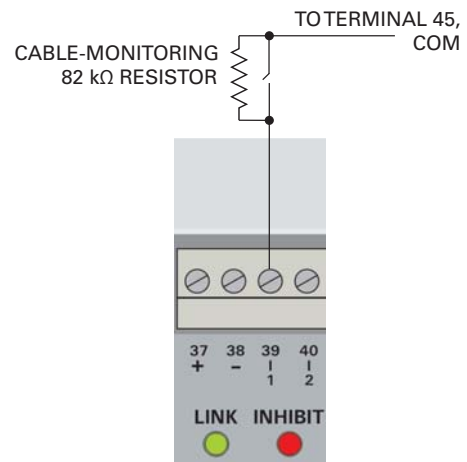 TO TERMINAL 45,
COM
CABLE-MONITORING
82 kΩ RESISTOR
37 38 39 40
+ – I I
1 2
LINK INHIBIT